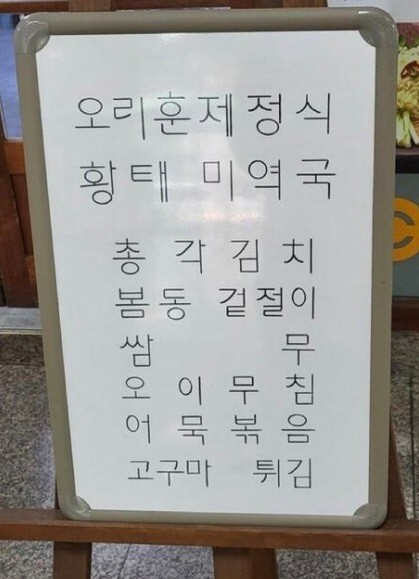 오리훈제정식
황태 미역국
총각김치
봄동 겉절이
쌈 무
오이무침
어묵볶음
고구마 튀김